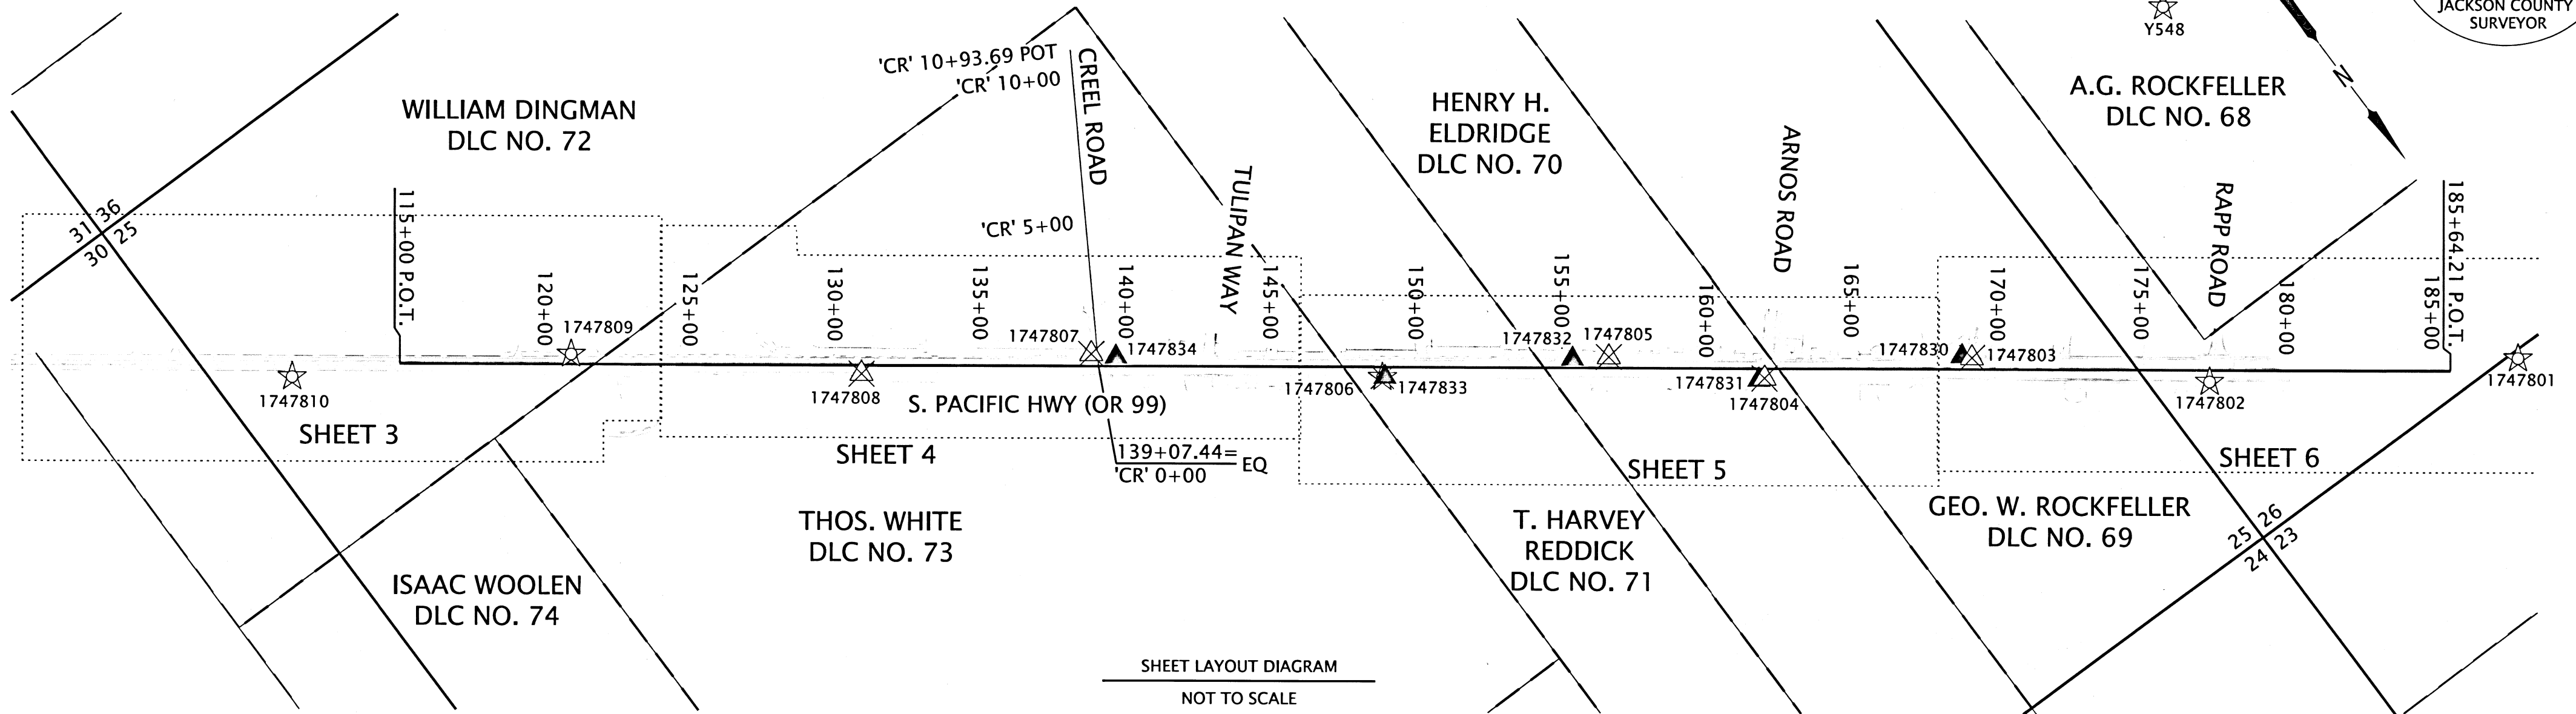 JACKSON COUNTY
SURVEYOR
Y548
N
A.G. ROCKFELLER
DLC NO. 68
WILLIAM DINGMAN
DLC NO. 72
'CR' 10+93.69 POT
'CR' 10+00
CREEL ROAD
'CR' 5+00
TULIPAN WAY
HENRY H.
ELDRIDGE
DLC NO. 70
ARNOS ROAD
RAPP ROAD
31 36
30 25
115+00 P.O.T.
120+00
125+00
130+00
135+00
140+00
145+00
150+00
155+00
160+00
165+00
170+00
175+00
180+00
185+00
185+64.21 P.O.T.
1747810
1747809
1747808
1747807
1747834
1747806
1747833
1747832
1747805
1747831
1747804
1747830
1747803
1747802
1747801
S. PACIFIC HWY (OR 99)
SHEET 3
SHEET 4
139+07.44=
'CR' 0+00
EQ
SHEET 5
SHEET 6
THOS. WHITE
DLC NO. 73
T. HARVEY
REDDICK
DLC NO. 71
GEO. W. ROCKFELLER
DLC NO. 69
25 26
24 23
ISAAC WOOLEN
DLC NO. 74
SHEET LAYOUT DIAGRAM
NOT TO SCALE